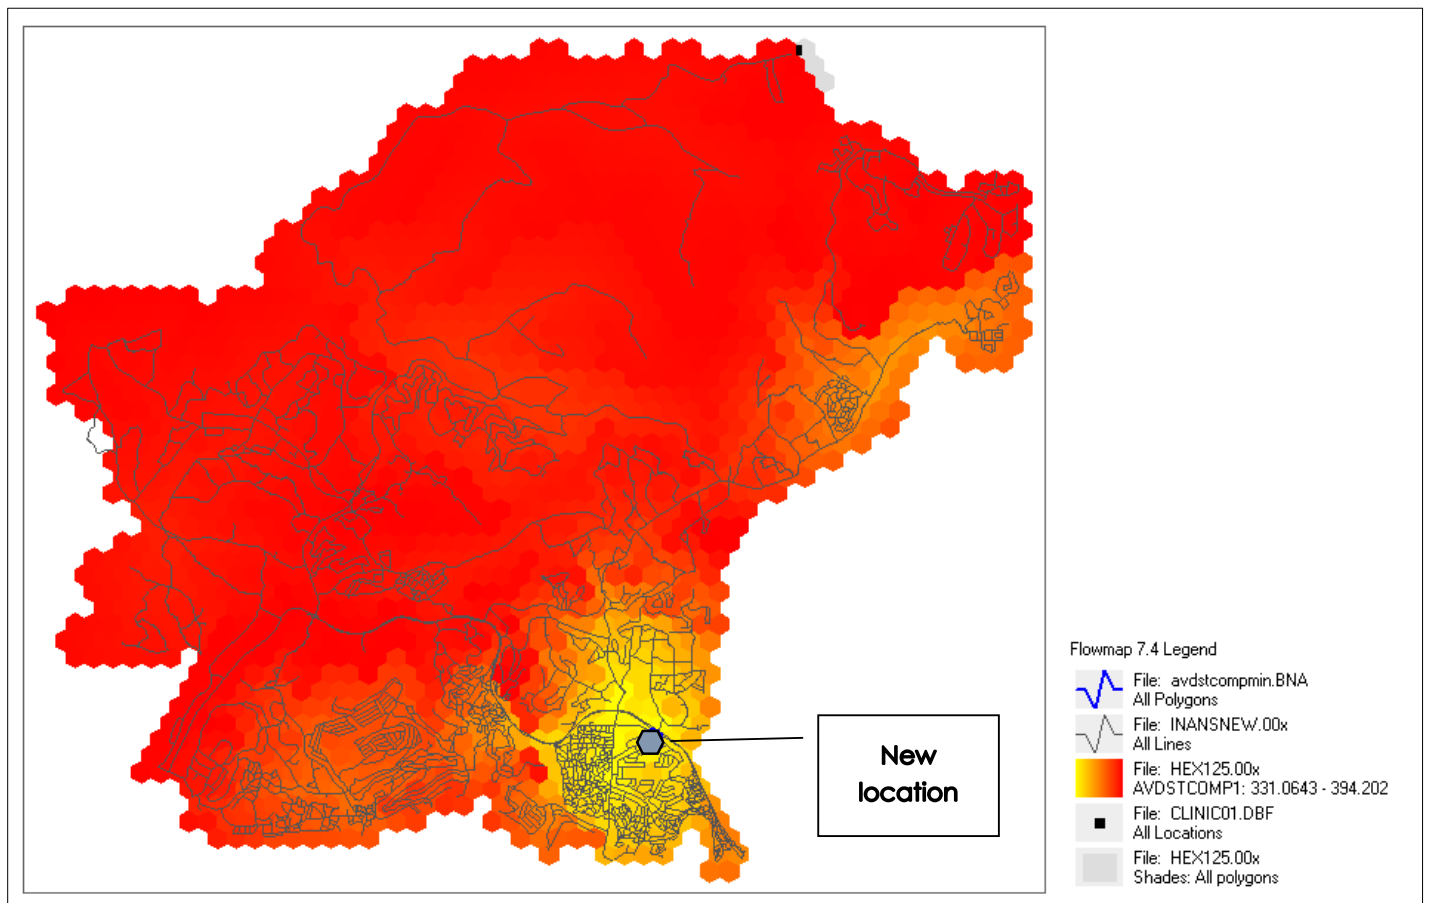 New
location
Flowmap 7.4 Legend
File: avdstcompmin.BNA
All Polygons
File: INANSNEW.00x
All Lines
File: HEX125.00x
AVDSTCOMP1: 331.0643 - 394.202
File: CLINIC01.DBF
All Locations
File: HEX125.00x
Shades: All polygons